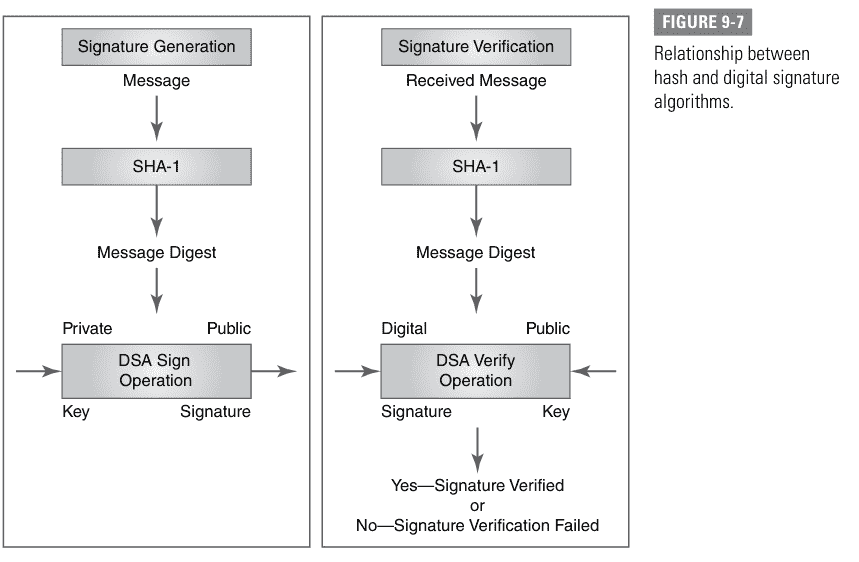 Signature Generation
Message
SHA-1
Message Digest
Private Public
DSA Sign
Operation
Key Signature
Signature Verification
Received Message
SHA-1
Message Digest
Digital Public
DSA Verify
Operation
Signature Key
Yes—Signature Verified
or
No—Signature Verification Failed
FIGURE 9-7
Relationship between
hash and digital signature
algorithms.